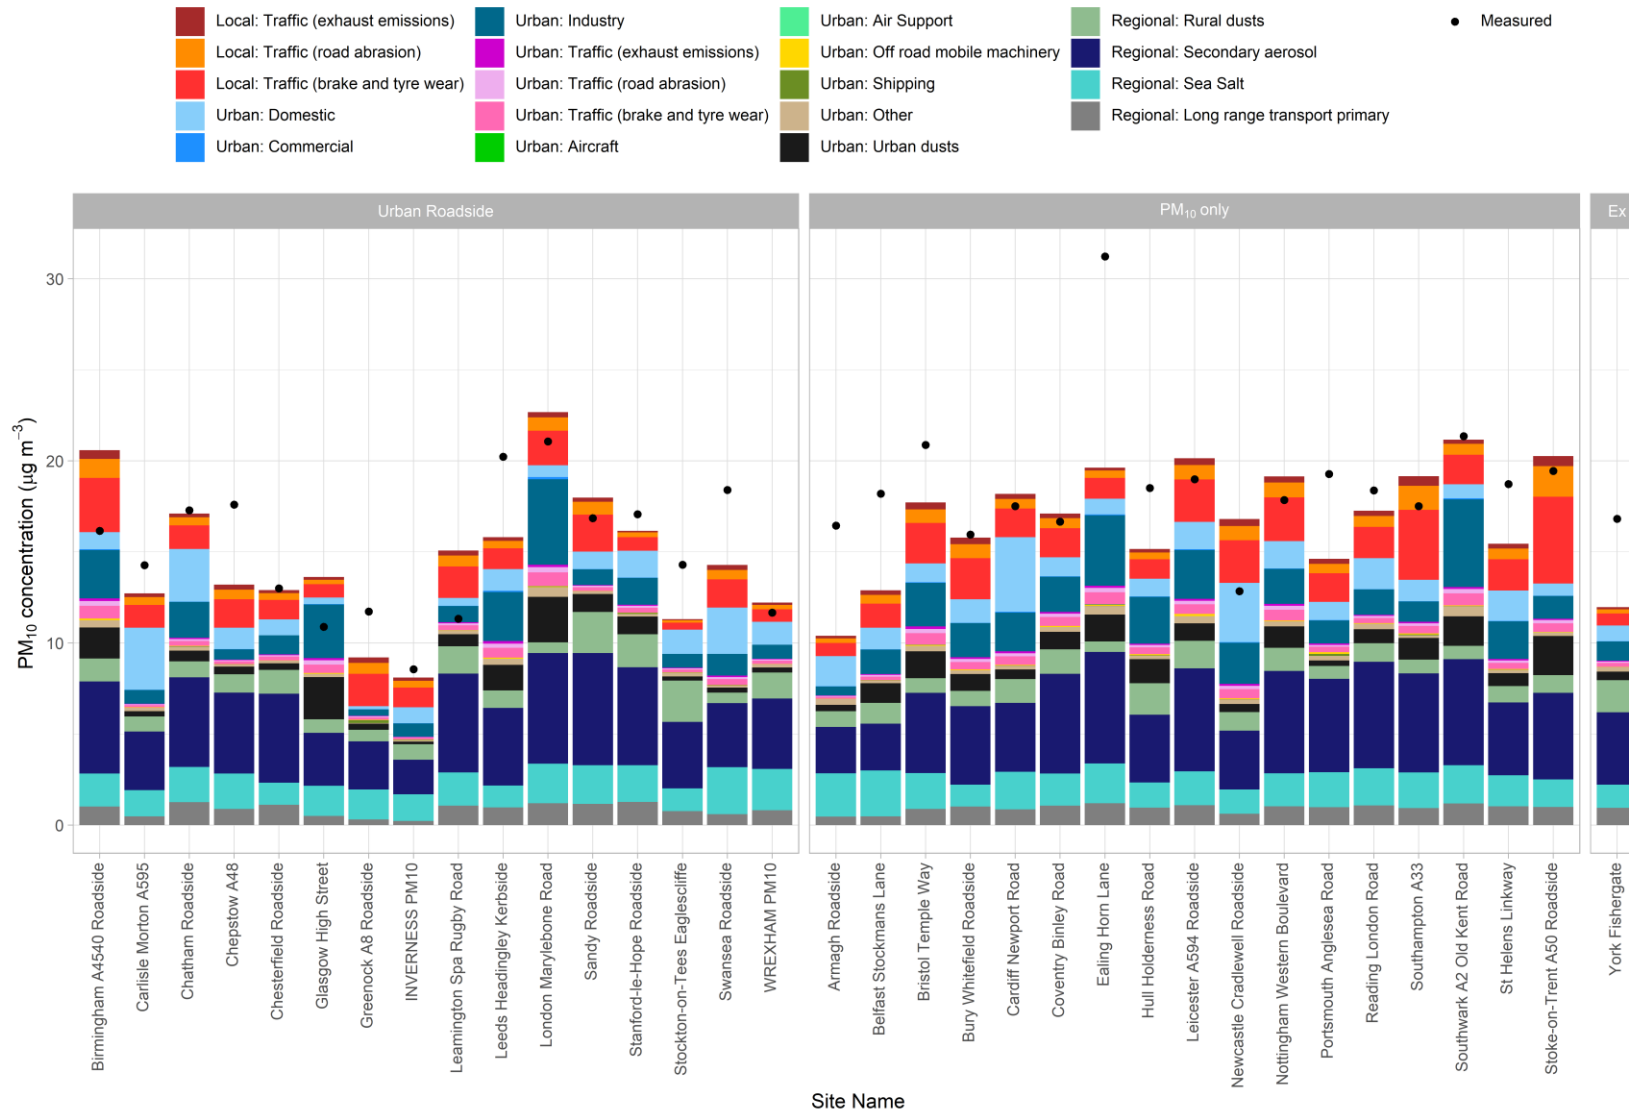 Local: Traffic (exhaust emissions)
Local: Traffic (road abrasion)
Local: Traffic (brake and tyre wear)
Urban: Domestic
Urban: Commercial
Urban: Industry
Urban: Traffic (exhaust emissions)
Urban: Traffic (road abrasion)
Urban: Traffic (brake and tyre wear)
Urban: Aircraft
Urban: Air Support
Urban: Off road mobile machinery
Urban: Shipping
Urban: Other
Urban: Urban dusts
Regional: Rural dusts
Regional: Secondary aerosol
Regional: Sea Salt
Regional: Long range transport primary
Measured
Urban Roadside
PM₁₀ only
Ex
PM₁₀ concentration (μg m⁻³)
30
20
10
0
Birmingham A4540 Roadside
Carlisle Morton A595
Chatham Roadside
Chepstow A48
Chesterfield Roadside
Glasgow High Street
Greenock A8 Roadside
INVERNESS PM10
Leamington Spa Rugby Road
Leeds Headingley Kerbside
London Marylebone Road
Sandy Roadside
Stanford-le-Hope Roadside
Stockton-on-Tees Eaglescliffe
Swansea Roadside
WREXHAM PM10
Armagh Roadside
Belfast Stockmans Lane
Bristol Temple Way
Bury Whitefield Roadside
Cardiff Newport Road
Coventry Binley Road
Ealing Horn Lane
Hull Holderness Road
Leicester A594 Roadside
Newcastle Cradlewell Roadside
Nottingham Western Boulevard
Portsmouth Anglesea Road
Reading London Road
Southampton A33
Southwark A2 Old Kent Road
St Helens Linkway
Stoke-on-Trent A50 Roadside
York Fishergate
Site Name